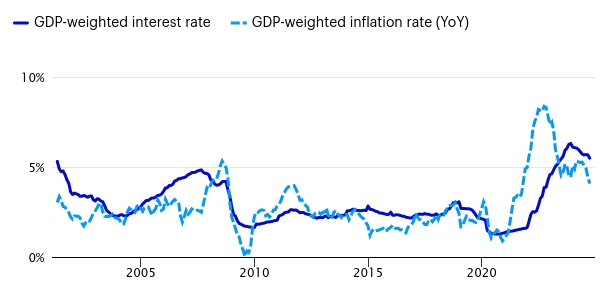 GDP-weighted interest rate GDP-weighted inflation rate (YoY)
10%
5%
0%
2005 2010 2015 2020